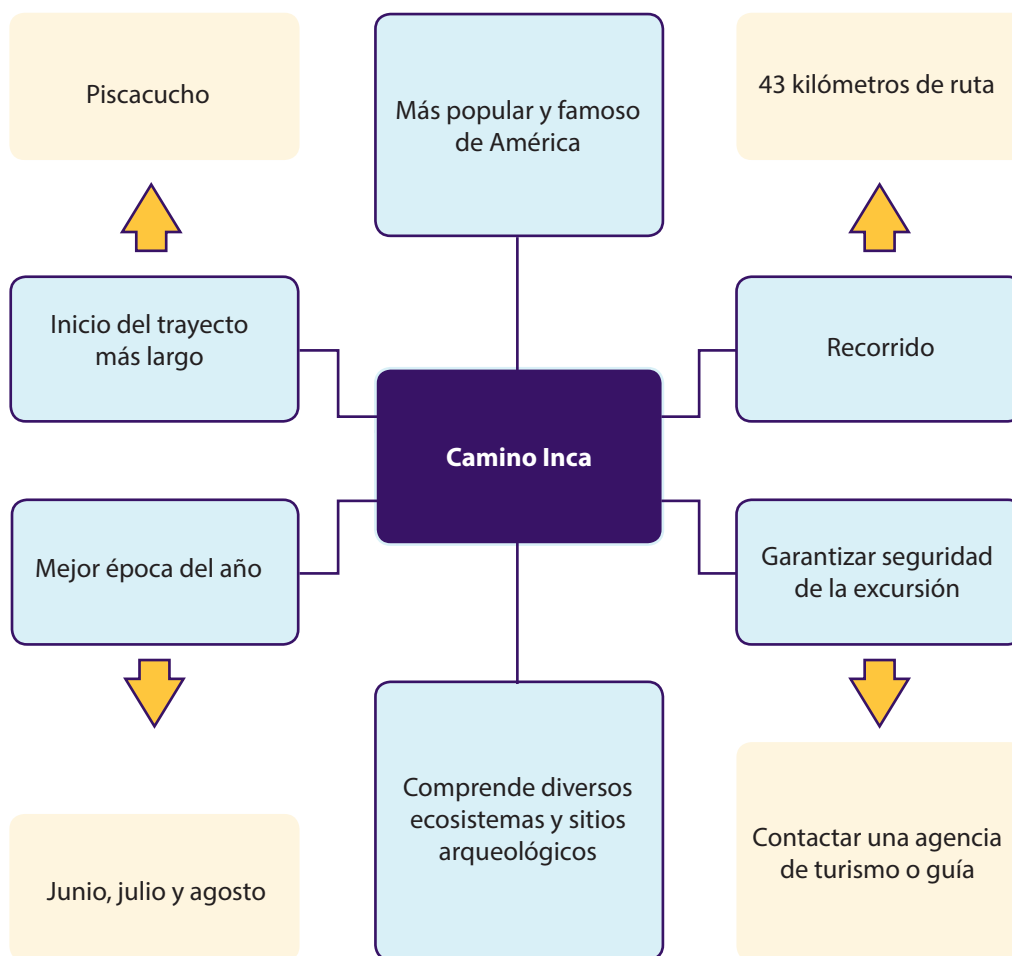 Piscacucho
Más popular y famoso
de América
43 kilómetros de ruta
Inicio del trayecto
más largo
Recorrido
Camino Inca
Mejor época del año
Garantizar seguridad
de la excursión
Comprende diversos
ecosistemas y sitios
arqueológicos
Junio, julio y agosto
Contactar una agencia
de turismo o guía